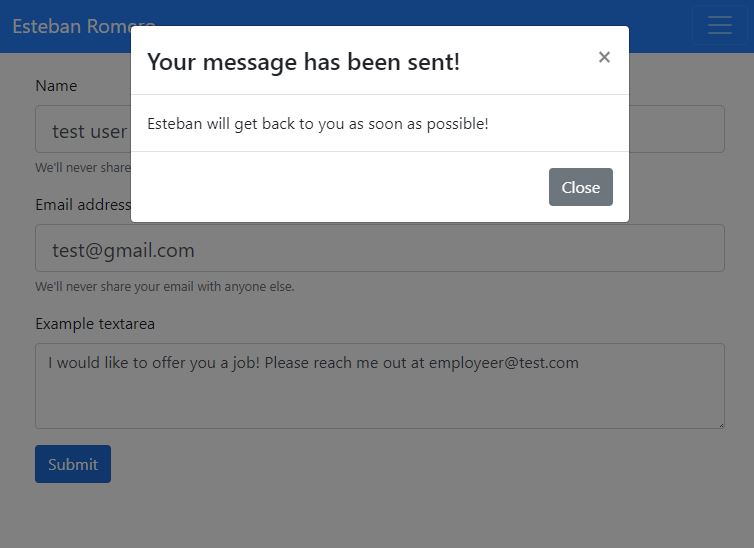 Esteban Romero
Your message has been sent!
×
Esteban will get back to you as soon as possible!
Close
Name
test user
We'll never share
Email address
test@gmail.com
We'll never share your email with anyone else.
Example textarea
I would like to offer you a job! Please reach me out at employeer@test.com
Submit